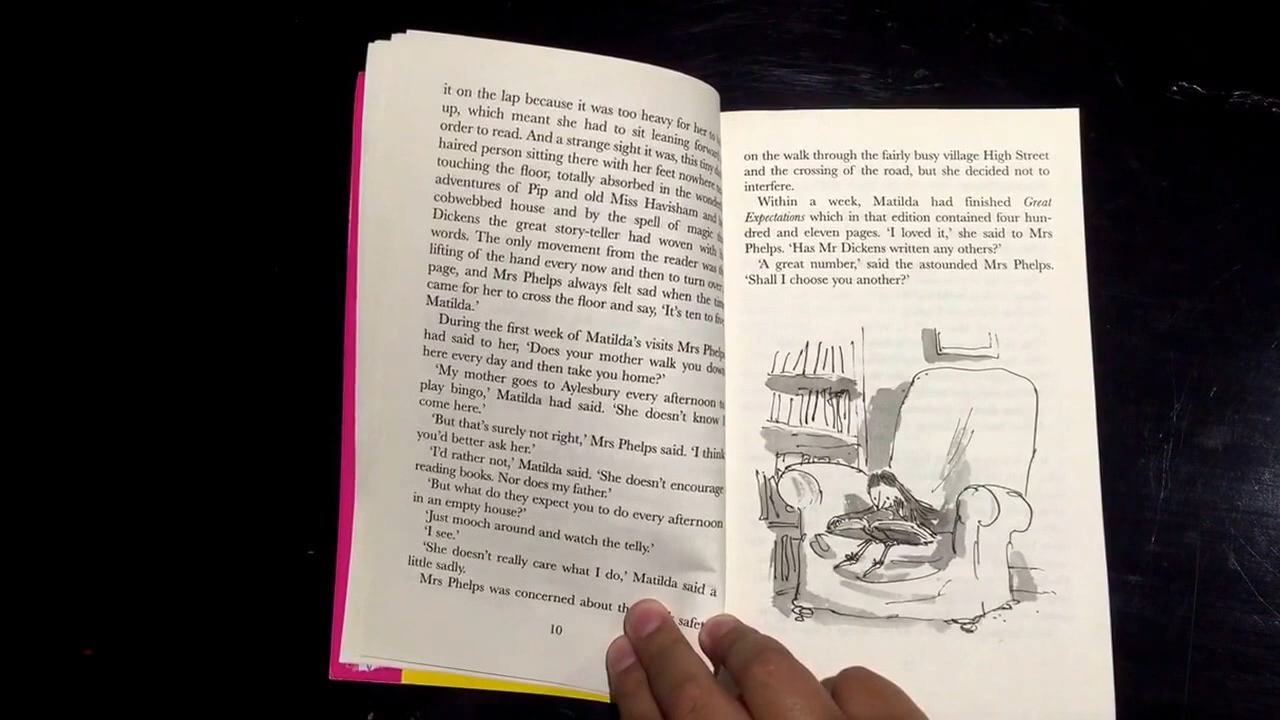 it on the lap because it was too heavy for her to
up, which meant she had to sit leaning forward
order to read. And a strange sight it was, this tiny
haired person sitting there with her feet nowhere
touching the floor, totally absorbed in the
adventures of Pip and old Miss Havisham and
cobwebbed house and by the spell of magic
Dickens the great story-teller had woven with
words. The only movement from the reader was
lifting of the hand every now and then to turn over
page, and Mrs Phelps always felt sad when the
came for her to cross the floor and say, 'It's ten to
Matilda.'
During the first week of Matilda's visits Mrs Phelps
had said to her, 'Does your mother walk you down
here every day and then take you home?'
'My mother goes to Aylesbury every afternoon
play bingo,' Matilda had said. 'She doesn't know I
come here.'
'But that's surely not right,' Mrs Phelps said. 'I think
you'd better ask her.'
'I'd rather not,' Matilda said. 'She doesn't encourage
reading books. Nor does my father.'
'But what do they expect you to do every afternoon
in an empty house?'
'Just mooch around and watch the telly.'
'I see.'
'She doesn't really care what I do,' Matilda said a
little sadly.
Mrs Phelps was concerned about
10
on the walk through the fairly busy village High Street
and the crossing of the road, but she decided not to
interfere.
Within a week, Matilda had finished Great
Expectations which in that edition contained four hun-
dred and eleven pages. 'I loved it,' she said to Mrs
Phelps. 'Has Mr Dickens written any others?'
'A great number,' said the astounded Mrs Phelps.
'Shall I choose you another?'